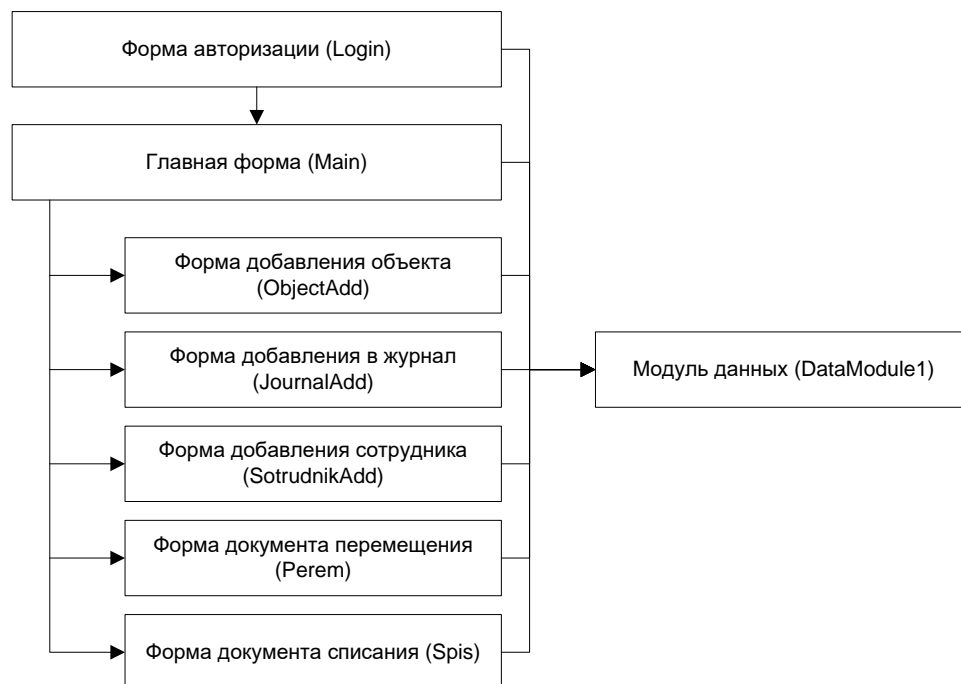 Форма авторизации (Login)
Главная форма (Main)
Форма добавления объекта
(ObjectAdd)
Форма добавления в журнал
(JournalAdd)
Модуль данных (DataModule1)
Форма добавления сотрудника
(SotrudnikAdd)
Форма документа перемещения
(Perem)
Форма документа списания (Spis)